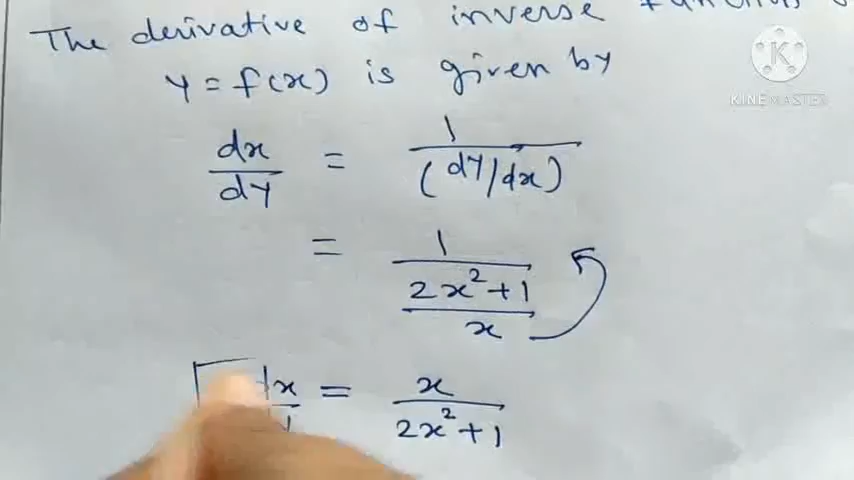 The derivative of inverse
y = f(x) is given by
KINEMASTER
dx/dy = 1/(dy/dx)
= 1/((2x²+1)/x)
dx = x/(2x²+1)